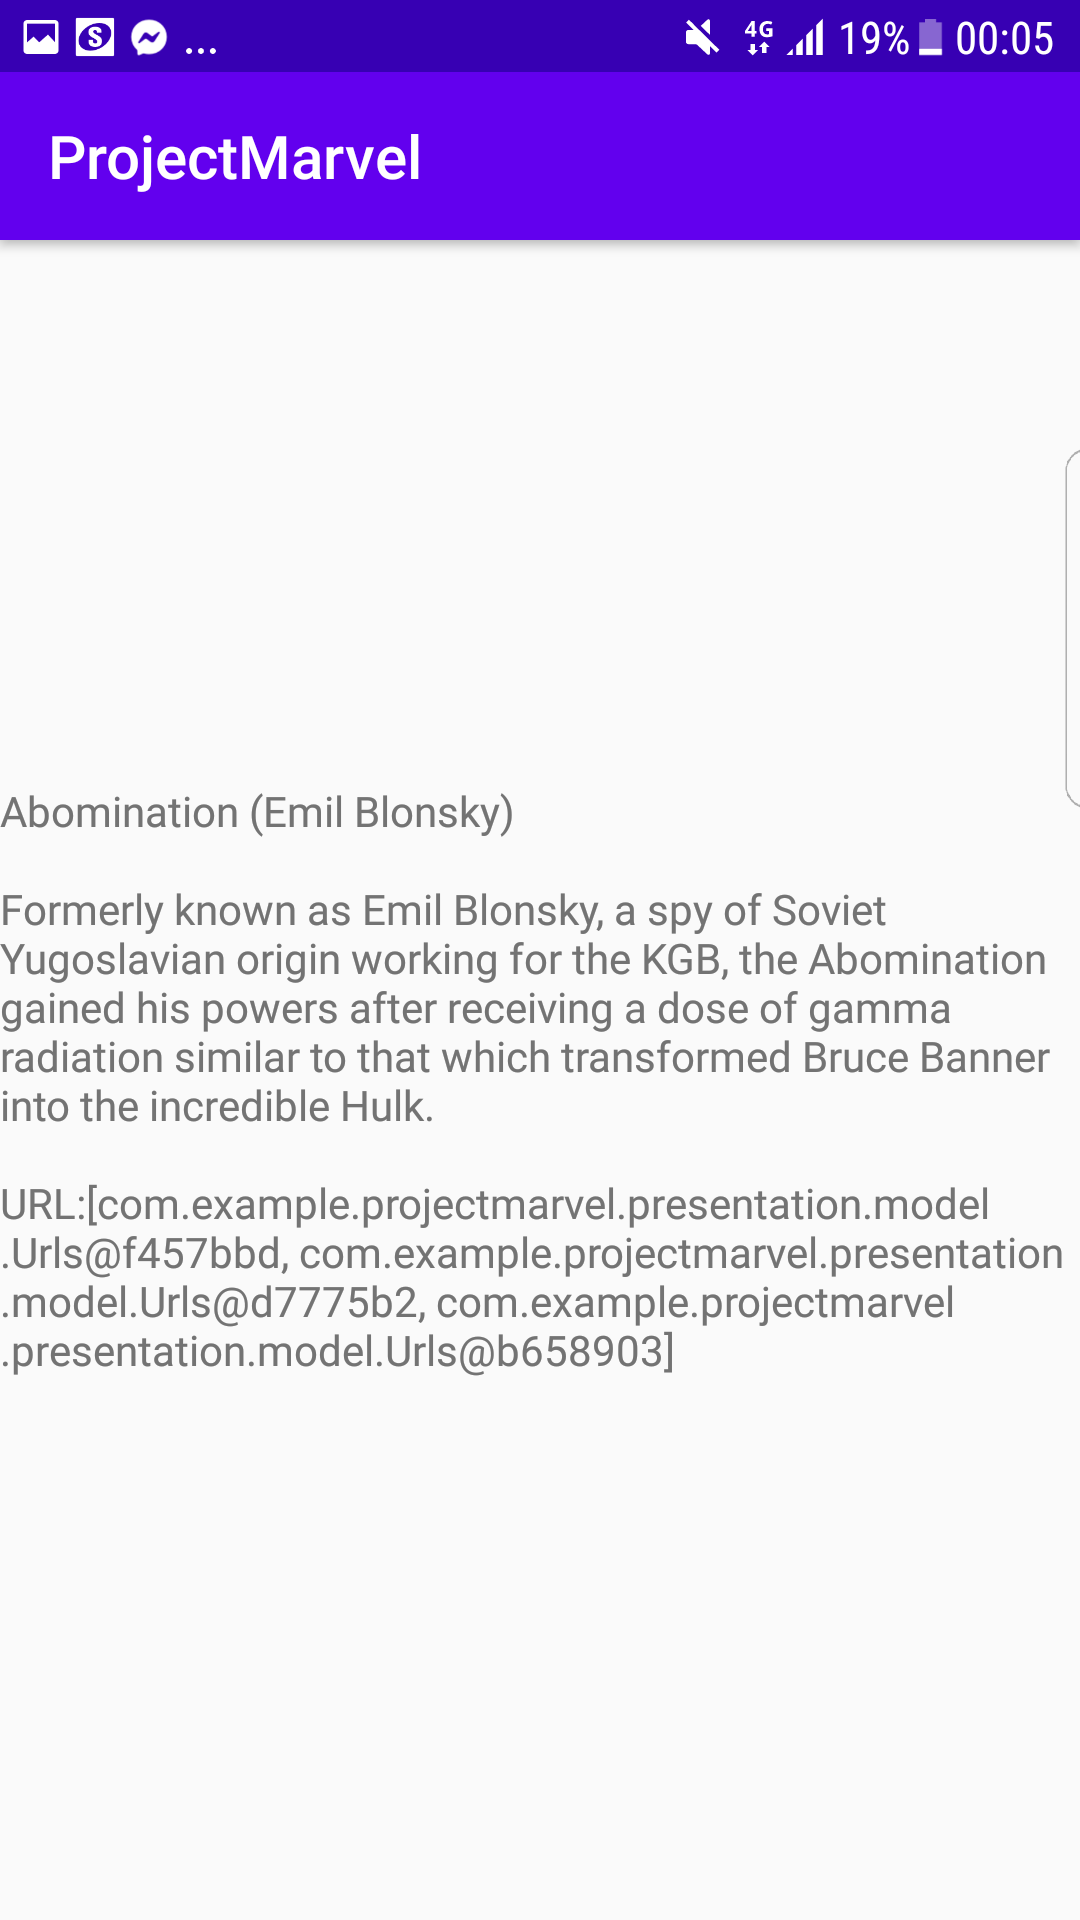 ... 4G 19% 00:05
ProjectMarvel
Abomination (Emil Blonsky)
Formerly known as Emil Blonsky, a spy of Soviet
Yugoslavian origin working for the KGB, the Abomination
gained his powers after receiving a dose of gamma
radiation similar to that which transformed Bruce Banner
into the incredible Hulk.
URL:[com.example.projectmarvel.presentation.model
.Urls@f457bbd, com.example.projectmarvel.presentation
.model.Urls@d7775b2, com.example.projectmarvel
.presentation.model.Urls@b658903]